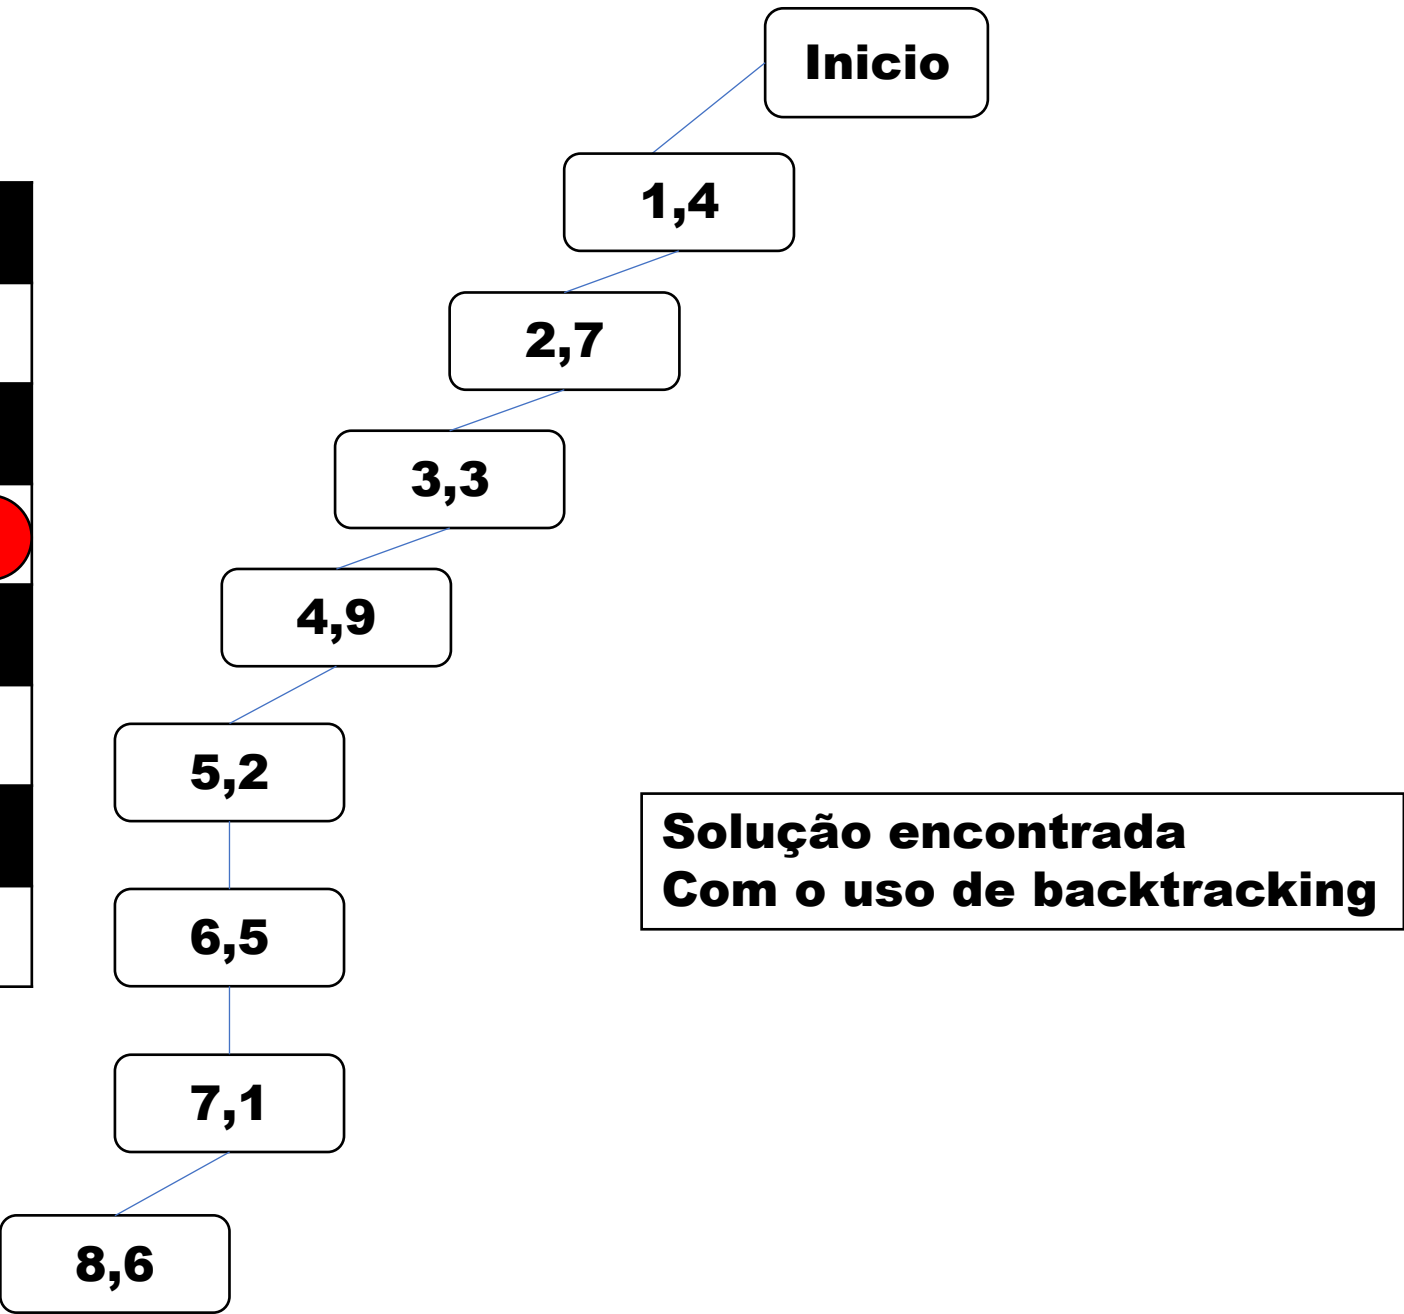 Inicio
1,4
2,7
3,3
4,9
5,2
6,5
7,1
8,6
Solução encontrada
Com o uso de backtracking